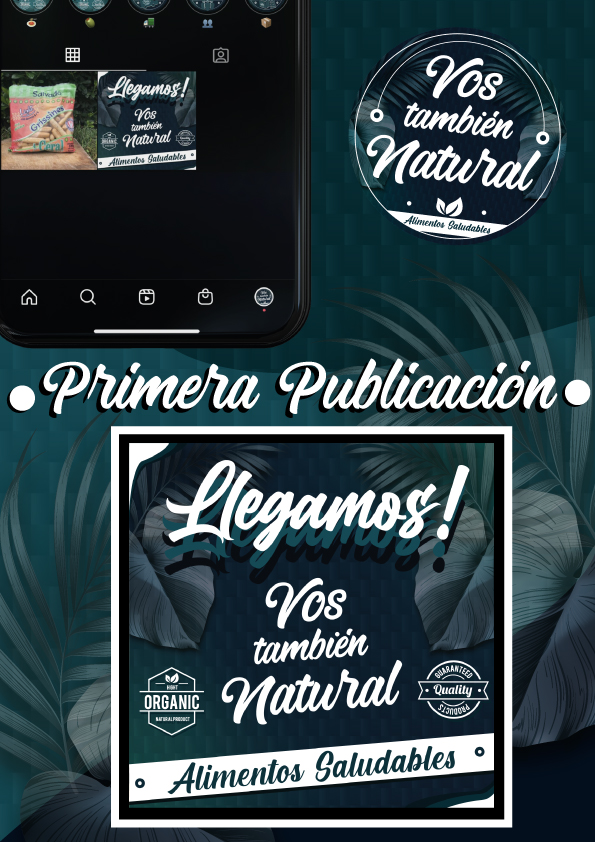 Llegamos!
Vos
también
Natural
Alimentos Saludables
Vos
también
Natural
Alimentos Saludables
Primera Publicación
Llegamos!
Vos
también
Natural
ORGANIC
NATURAL PRODUCT
GUARANTEED
Quality
PRODUCTS
Alimentos Saludables